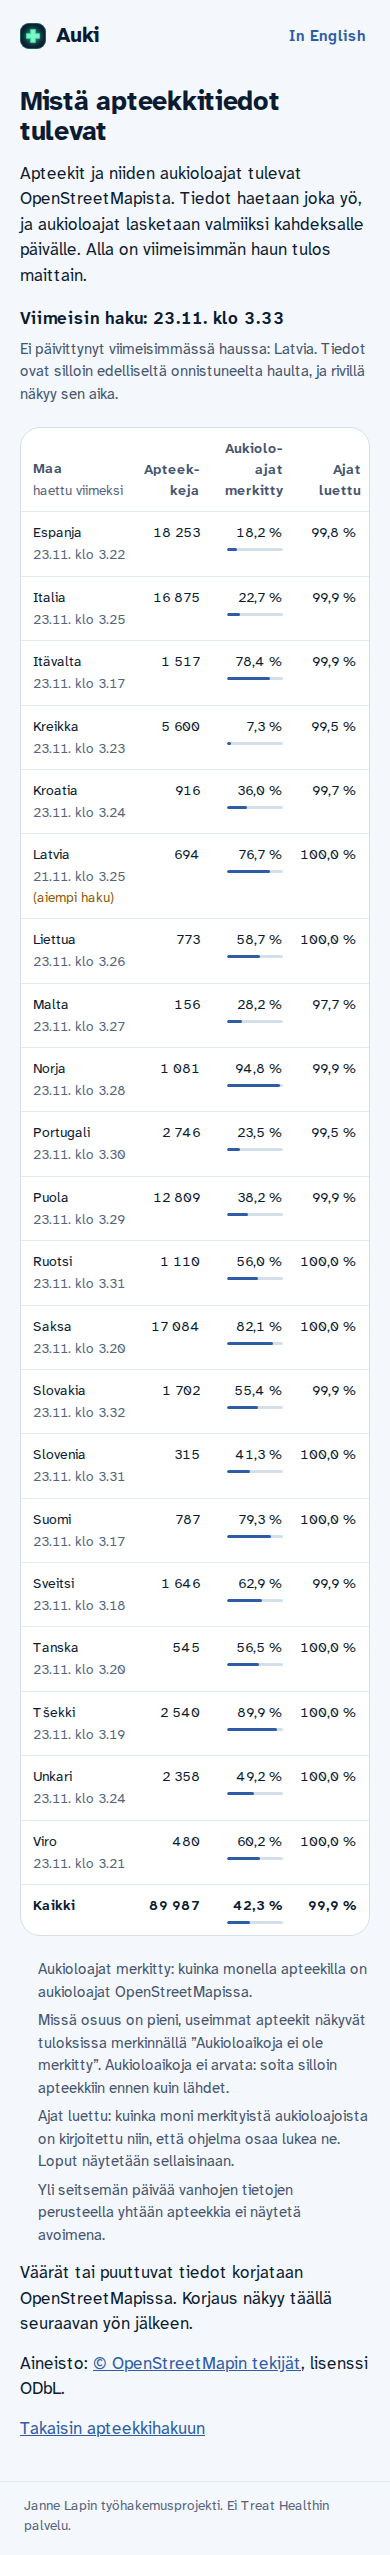 Auki
In English
Mistä apteekkitiedot
tulevat
Apteekit ja niiden aukioloajat tulevat
OpenStreetMapista. Tiedot haetaan joka yö,
ja aukioloajat lasketaan valmiiksi kahdeksalle
päivälle. Alla on viimeisimmän haun tulos
maittain.
Viimeisin haku: 23.11. klo 3.33
Ei päivittynyt viimeisimmässä haussa: Latvia. Tiedot
ovat silloin edelliseltä onnistuneelta haulta, ja rivillä
näkyy sen aika.
Maa
haettu viimeksi
Apteek-
keja
Aukiolo-
ajat
merkitty
Ajat
luettu
Espanja 18 253 18,2 % 99,8 %
23.11. klo 3.22
Italia 16 875 22,7 % 99,9 %
23.11. klo 3.25
Itävalta 1 517 78,4 % 99,9 %
23.11. klo 3.17
Kreikka 5 600 7,3 % 99,5 %
23.11. klo 3.23
Kroatia 916 36,0 % 99,7 %
23.11. klo 3.24
Latvia 694 76,7 % 100,0 %
21.11. klo 3.25
(aiempi haku)
Liettua 773 58,7 % 100,0 %
23.11. klo 3.26
Malta 156 28,2 % 97,7 %
23.11. klo 3.27
Norja 1 081 94,8 % 99,9 %
23.11. klo 3.28
Portugali 2 746 23,5 % 99,5 %
23.11. klo 3.30
Puola 12 809 38,2 % 99,9 %
23.11. klo 3.29
Ruotsi 1 110 56,0 % 100,0 %
23.11. klo 3.31
Saksa 17 084 82,1 % 100,0 %
23.11. klo 3.20
Slovakia 1 702 55,4 % 99,9 %
23.11. klo 3.32
Slovenia 315 41,3 % 100,0 %
23.11. klo 3.31
Suomi 787 79,3 % 100,0 %
23.11. klo 3.17
Sveitsi 1 646 62,9 % 99,9 %
23.11. klo 3.18
Tanska 545 56,5 % 100,0 %
23.11. klo 3.20
Tšekki 2 540 89,9 % 100,0 %
23.11. klo 3.19
Unkari 2 358 49,2 % 100,0 %
23.11. klo 3.24
Viro 480 60,2 % 100,0 %
23.11. klo 3.21
Kaikki 89 987 42,3 % 99,9 %
Aukioloajat merkitty: kuinka monella apteekilla on
aukioloajat OpenStreetMapissa.
Missä osuus on pieni, useimmat apteekit näkyvät
tuloksissa merkinnällä ”Aukioloaikoja ei ole
merkitty”. Aukioloaikoja ei arvata: soita silloin
apteekkiin ennen kuin lähdet.
Ajat luettu: kuinka moni merkityistä aukioloajoista
on kirjoitettu niin, että ohjelma osaa lukea ne.
Loput näytetään sellaisinaan.
Yli seitsemän päivää vanhojen tietojen
perusteella yhtään apteekkia ei näytetä
avoimena.
Väärät tai puuttuvat tiedot korjataan
OpenStreetMapissa. Korjaus näkyy täällä
seuraavan yön jälkeen.
Aineisto: © OpenStreetMapin tekijät, lisenssi
ODbL.
Takaisin apteekkihakuun
Janne Lapin työhakemusprojekti. Ei Treat Healthin
palvelu.